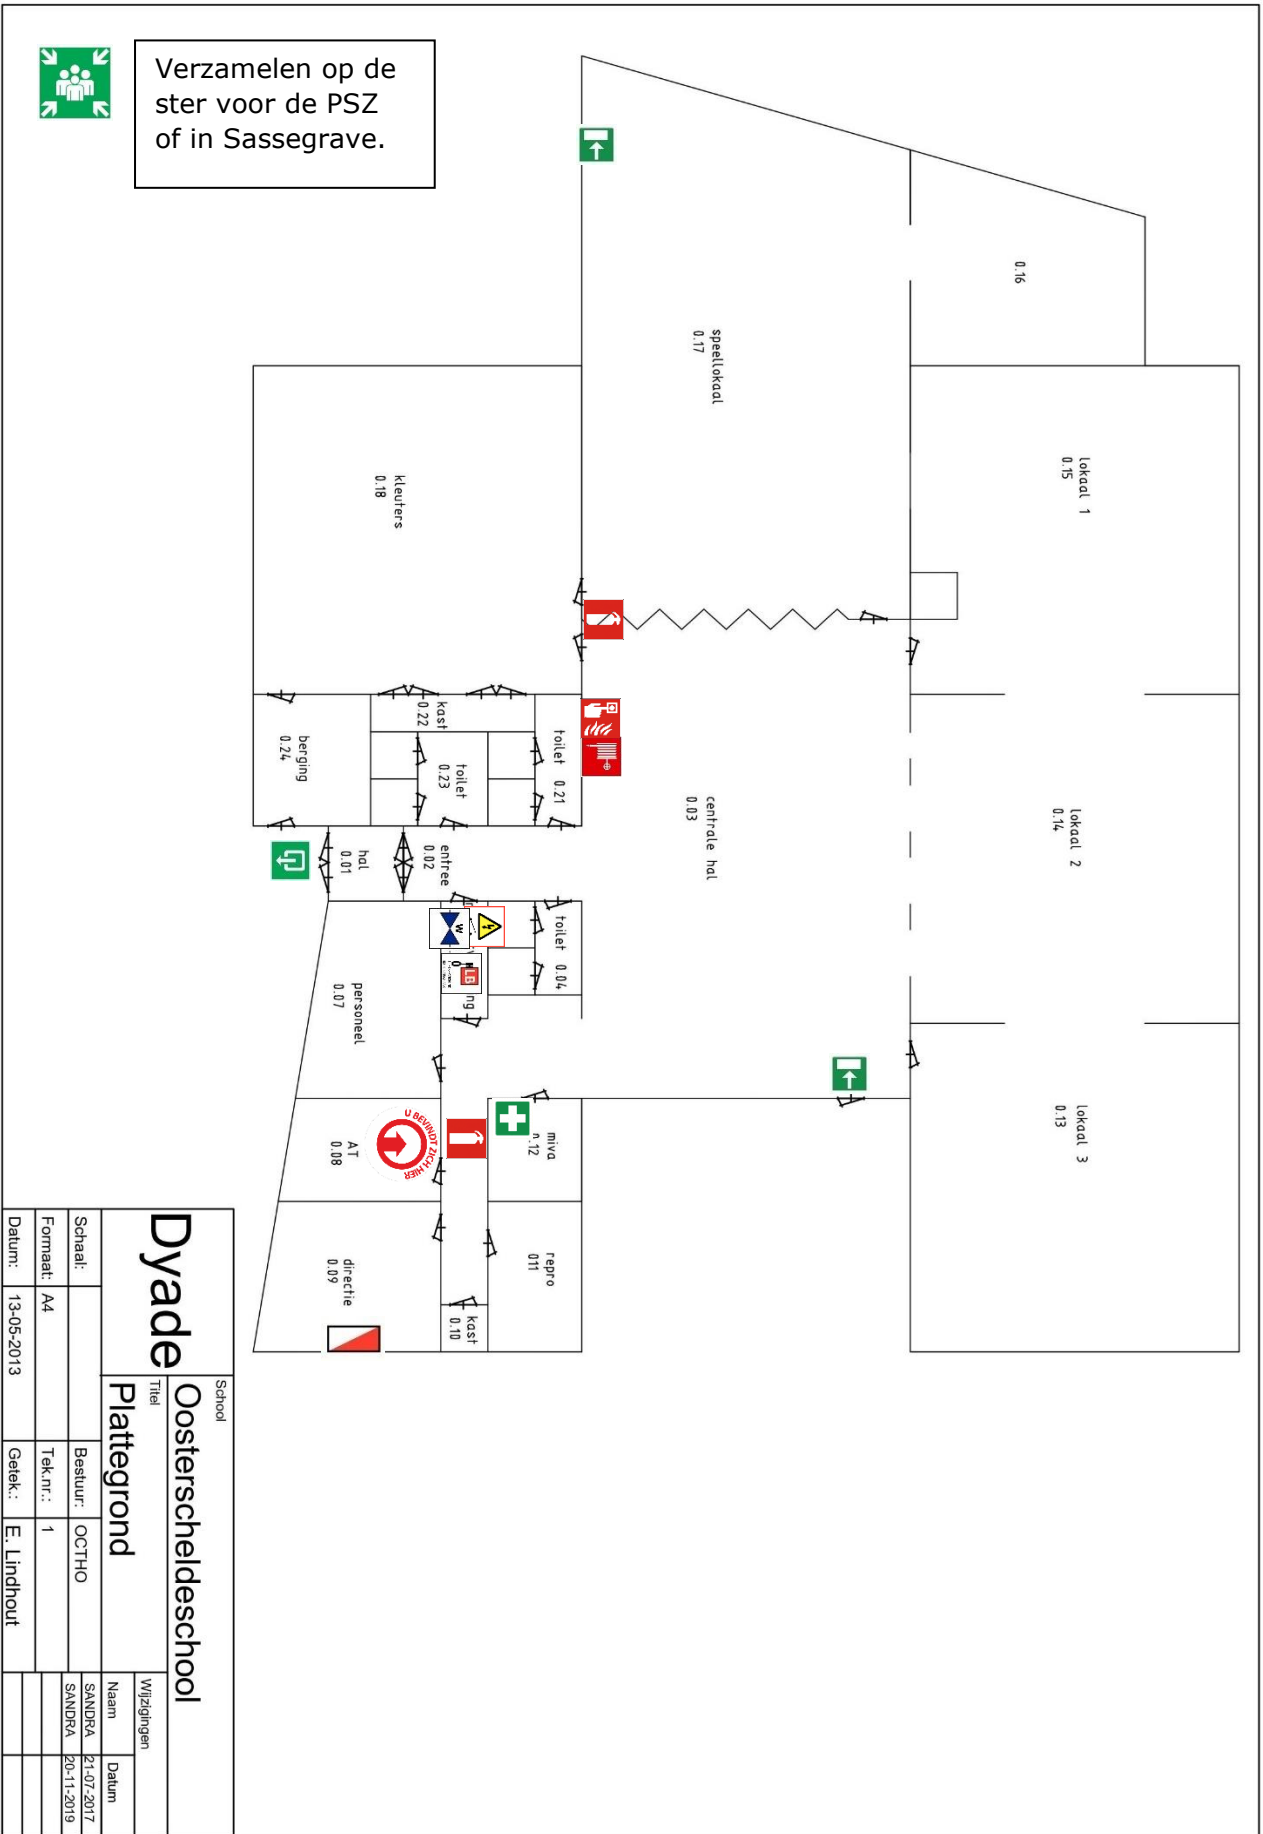 Verzamelen op de
ster voor de PSZ
of in Sassegrave.
0.16
speellokaal
0.17
lokaal 1
0.15
kleuters
0.18
kast
0.22
toilet 0.21
toilet
0.23
berging
0.24
centrale hal
0.03
lokaal 2
0.14
hal
0.01
entree
0.02
toilet 0.04
W
LB
ng
personeel
0.07
lokaal 3
0.13
miva
0.12
U BEVINDT ZICH HIER
AT
0.08
repro
011
directie
0.09
kast
0.10
Dyade
School
Oosterscheldeschool
Titel
Plattegrond
Wijzigingen
Naam Datum
SANDRA 21-07-2017
SANDRA 20-11-2019
Schaal:
Bestuur: OCTHO
Formaat: A4
Tek.nr.: 1
Datum: 13-05-2013
Getek.: E. Lindhout